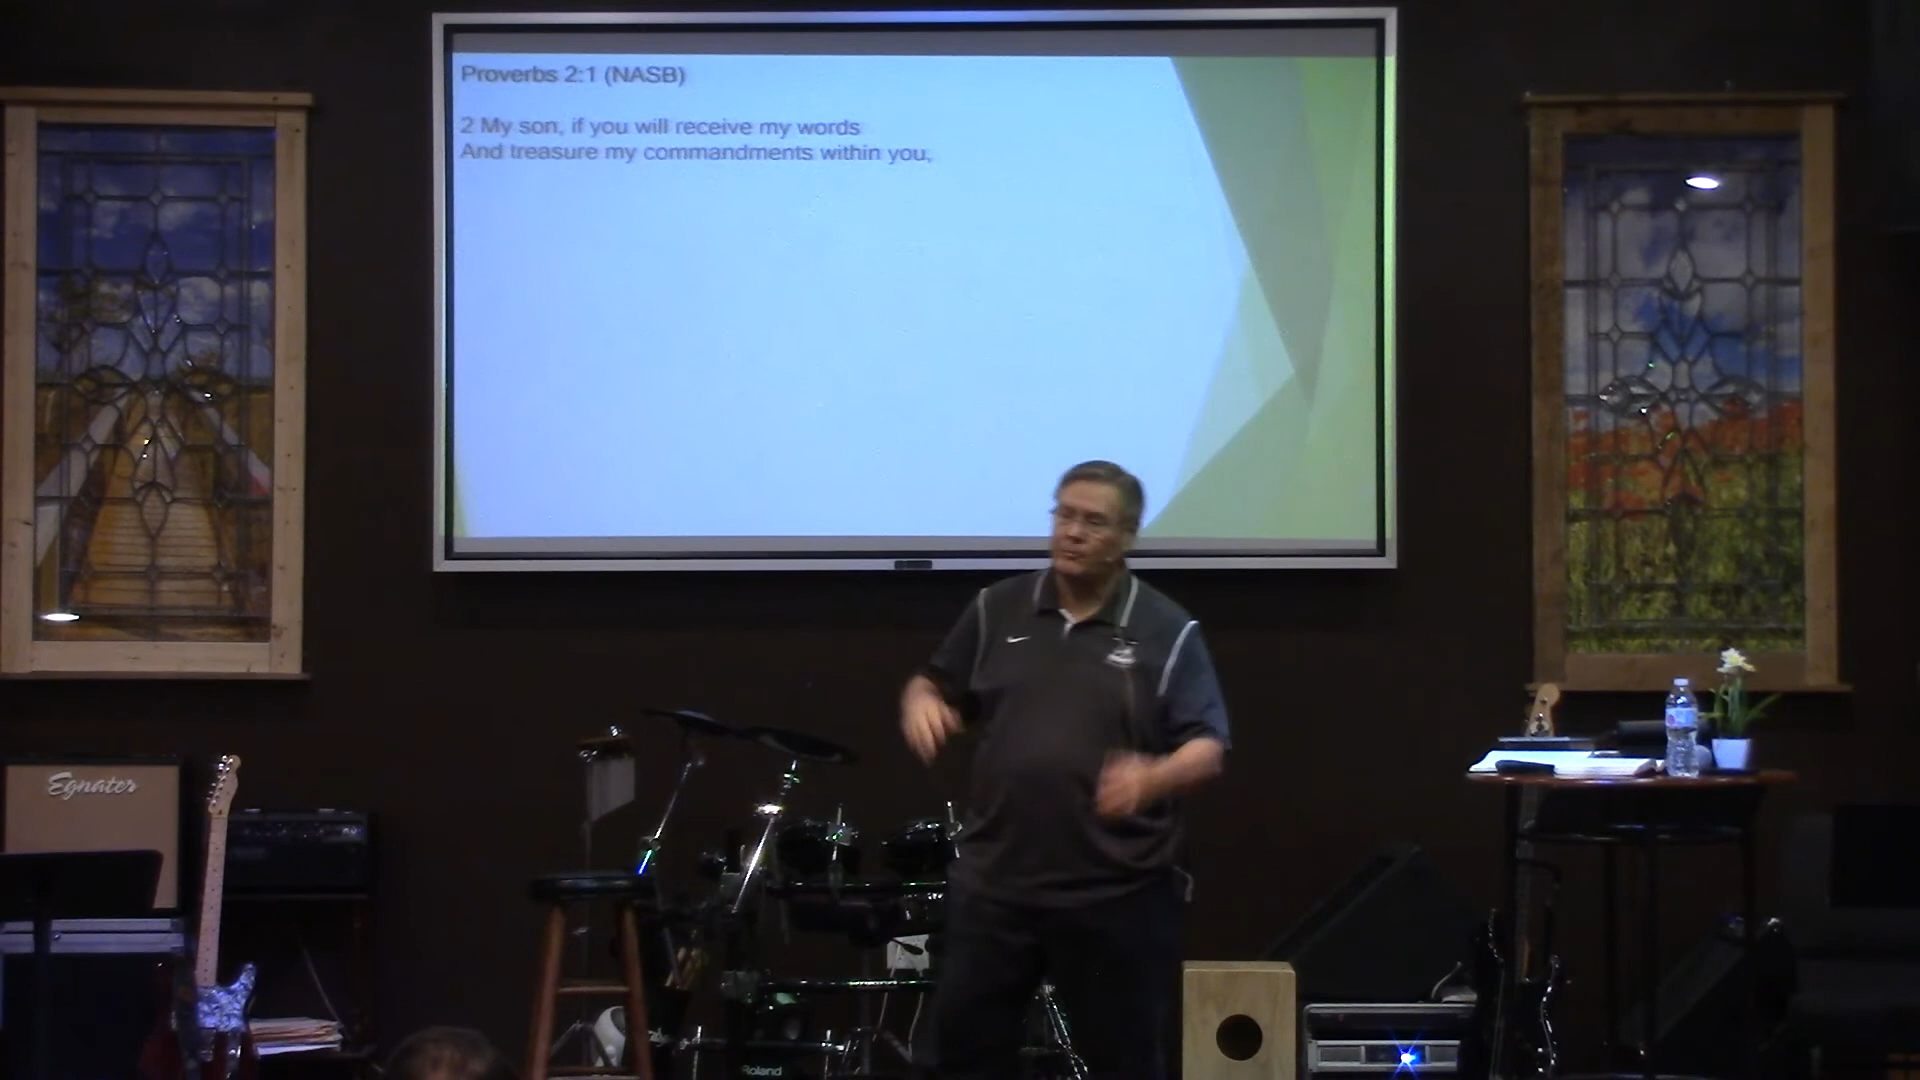 Proverbs 2:1 (NASB)
2 My son, if you will receive my words
And treasure my commandments within you,
Egnater
Roland